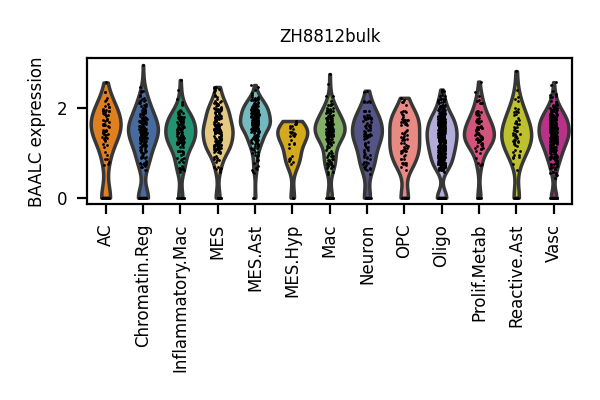 ZH8812bulk
BAALC expression
2
0
AC
Chromatin.Reg
Inflammatory.Mac
MES
MES.Ast
MES.Hyp
Mac
Neuron
OPC
Oligo
Prolif.Metab
Reactive.Ast
Vasc